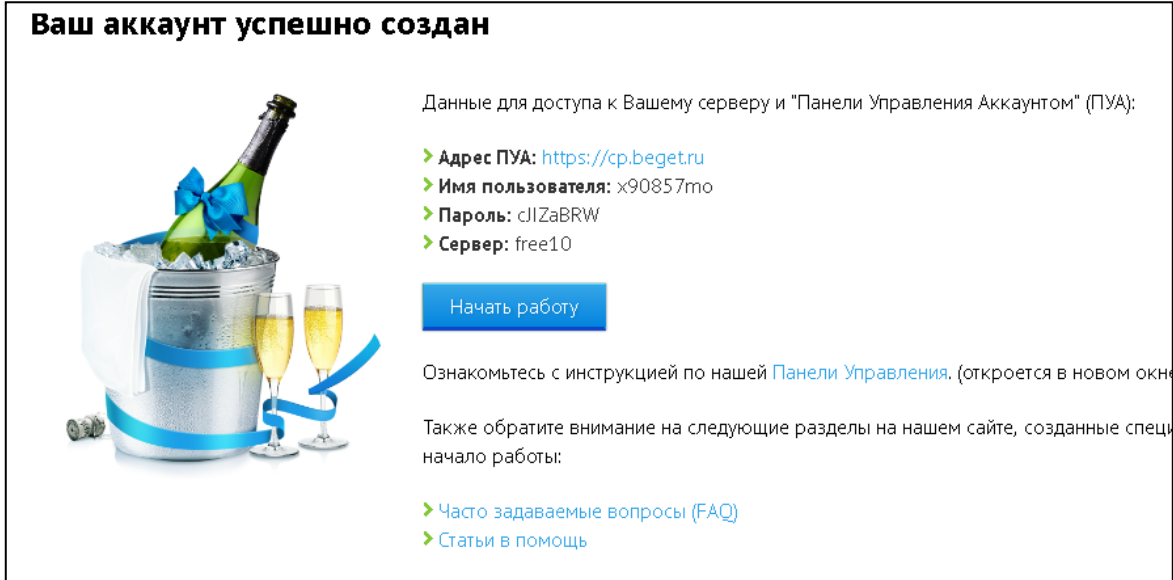 Ваш аккаунт успешно создан
Данные для доступа к Вашему серверу и "Панели Управления Аккаунтом" (ПУА):
Адрес ПУА: https://cp.beget.ru
Имя пользователя: x90857mo
Пароль: cJIZaBRW
Сервер: free10
Начать работу
Ознакомьтесь с инструкцией по нашей Панели Управления. (откроется в новом окне
Также обратите внимание на следующие разделы на нашем сайте, созданные
начало работы:
Часто задаваемые вопросы (FAQ)
Статьи в помощь